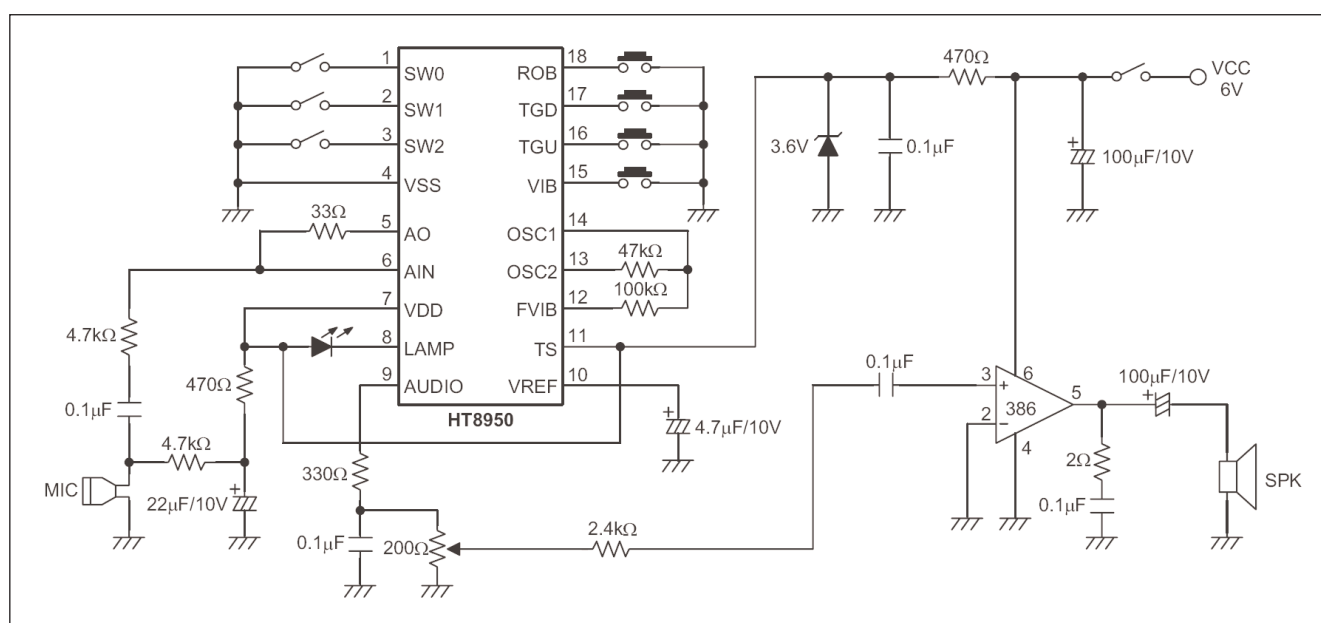 1 SW0
2 SW1
3 SW2
4 VSS
33Ω 5 AO
6 AIN
7 VDD
8 LAMP
9 AUDIO
HT8950
18 ROB
17 TGD
16 TGU
15 VIB
14 OSC1
13 OSC2 47kΩ
12 FVIB 100kΩ
11 TS
10 VREF
4.7kΩ
0.1μF
470Ω
4.7kΩ
MIC
22μF/10V
330Ω
0.1μF
200Ω
2.4kΩ
4.7μF/10V
3.6V
0.1μF
470Ω
VCC
6V
100μF/10V
0.1μF
3 +
2 −
386
6
5
4
100μF/10V
+
2Ω
0.1μF
SPK
+
+
+